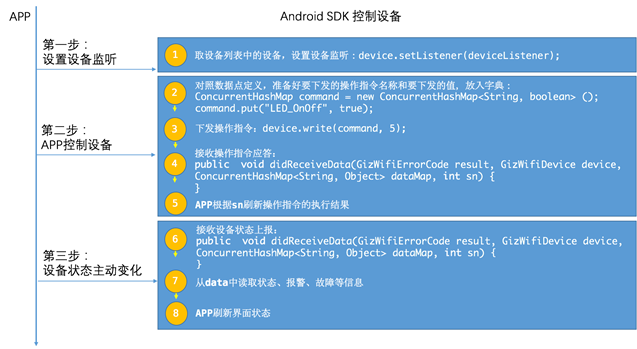 APP
Android SDK 控制设备
第一步：
设置设备监听
1
取设备列表中的设备，设置设备监听：device.setListener(deviceListener);
第二步：
APP控制设备
2
对照数据点定义，准备好要下发的操作指令名称和要下发的值，放入字典：
ConcurrentHashMap command = new ConcurrentHashMap<String, boolean> ();
command.put("LED_OnOff", true);
3
下发操作指令：device.write(command, 5);
4
接收操作指令应答：
public  void didReceiveData(GizWifiErrorCode result, GizWifiDevice device,
ConcurrentHashMap<String, Object> dataMap, int sn) {
}
5
APP根据sn刷新操作指令的执行结果
第三步：
设备状态主动变化
6
接收设备状态上报：
public  void didReceiveData(GizWifiErrorCode result, GizWifiDevice device,
ConcurrentHashMap<String, Object> dataMap, int sn) {
}
7
从data中读取状态、报警、故障等信息
8
APP刷新界面状态